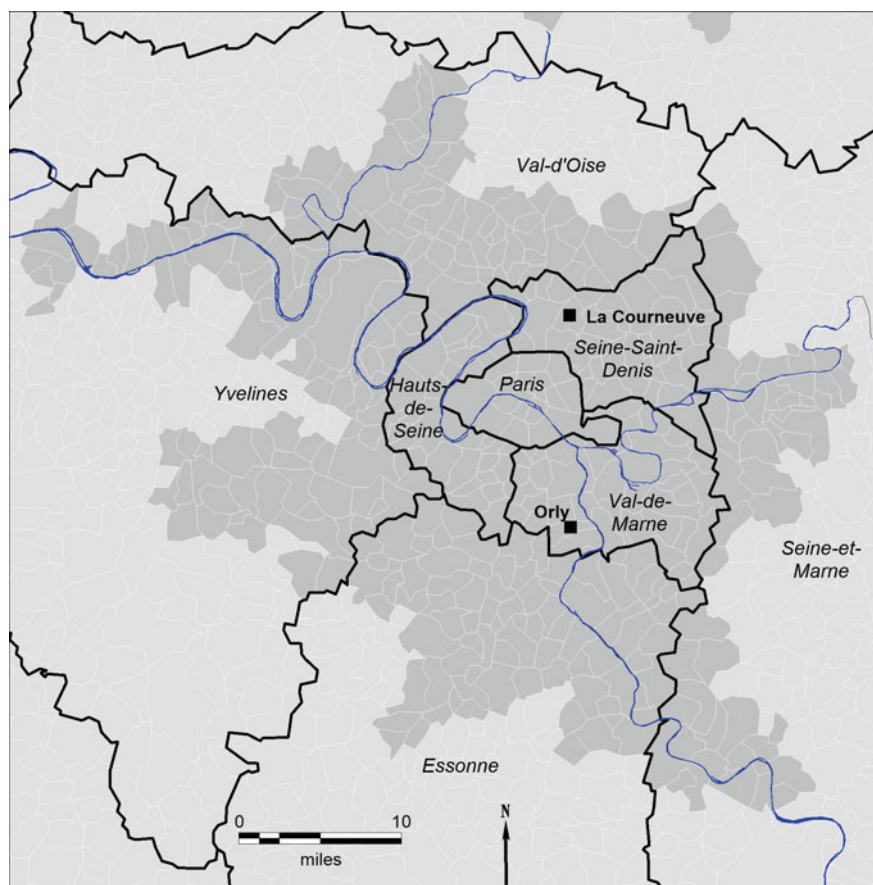 Val-d'Oise
La Courneuve
Seine-Saint-
Denis
Paris
Hauts-
de-
Seine
Yvelines
Orly
Val-de-
Marne
Seine-et-
Marne
Essonne
0
10
miles
N